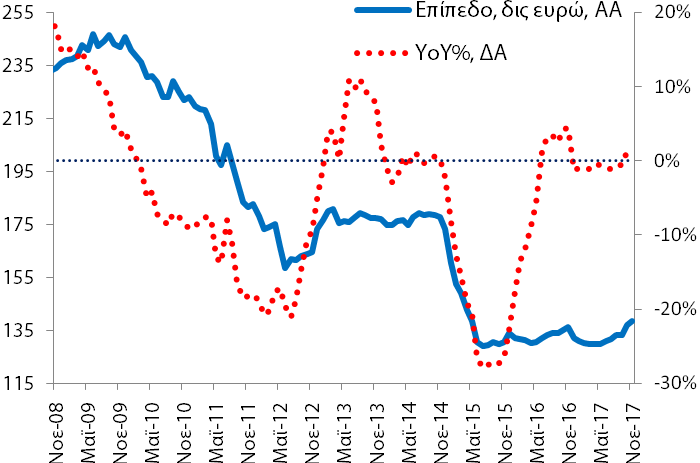 Επίπεδο, δις ευρώ, ΑΑ
YoY%, ΔΑ
255
235
215
195
175
155
135
115
20%
10%
0%
-10%
-20%
-30%
Νοε-08
Μαϊ-09
Νοε-09
Μαϊ-10
Νοε-10
Μαϊ-11
Νοε-11
Μαϊ-12
Νοε-12
Μαϊ-13
Νοε-13
Μαϊ-14
Νοε-14
Μαϊ-15
Νοε-15
Μαϊ-16
Νοε-16
Μαϊ-17
Νοε-17